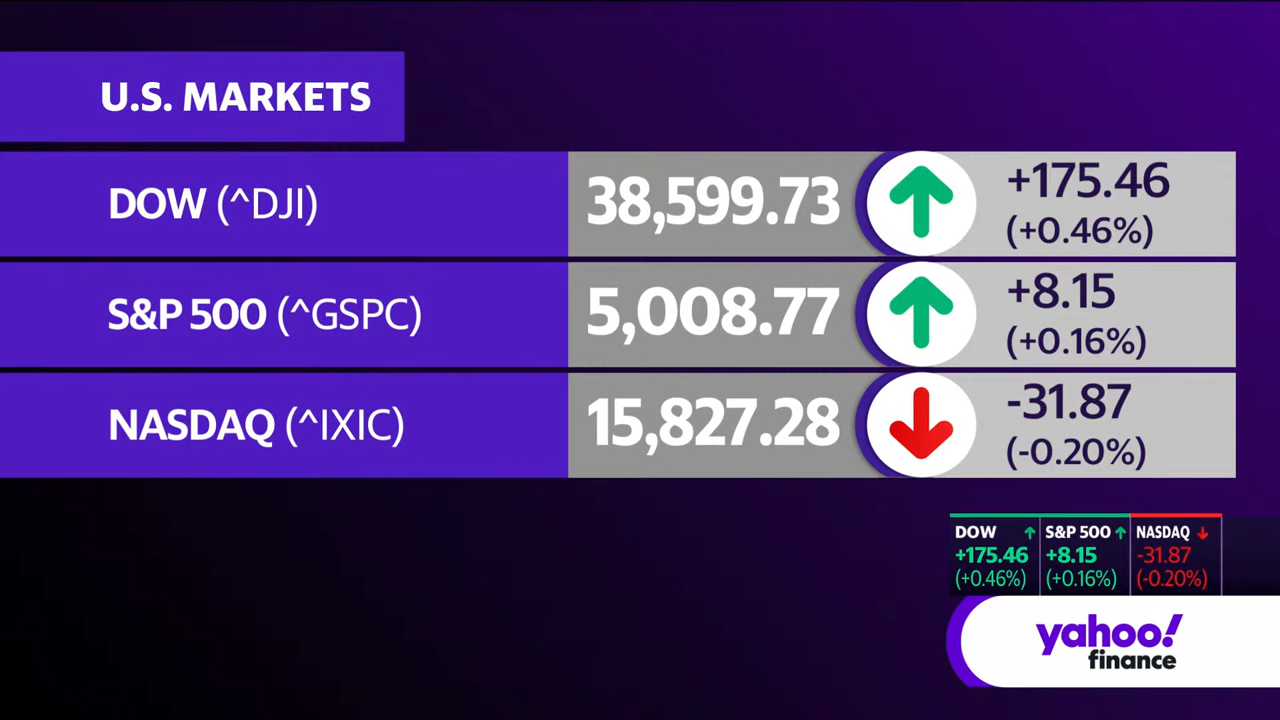 U.S. MARKETS
DOW (^DJI) 38,599.73 +175.46
(+0.46%)
S&P 500 (^GSPC) 5,008.77 +8.15
(+0.16%)
NASDAQ (^IXIC) 15,827.28 -31.87
(-0.20%)
DOW S&P 500 NASDAQ
+175.46 +8.15 -31.87
(+0.46%) (+0.16%) (-0.20%)
yahoo!
finance